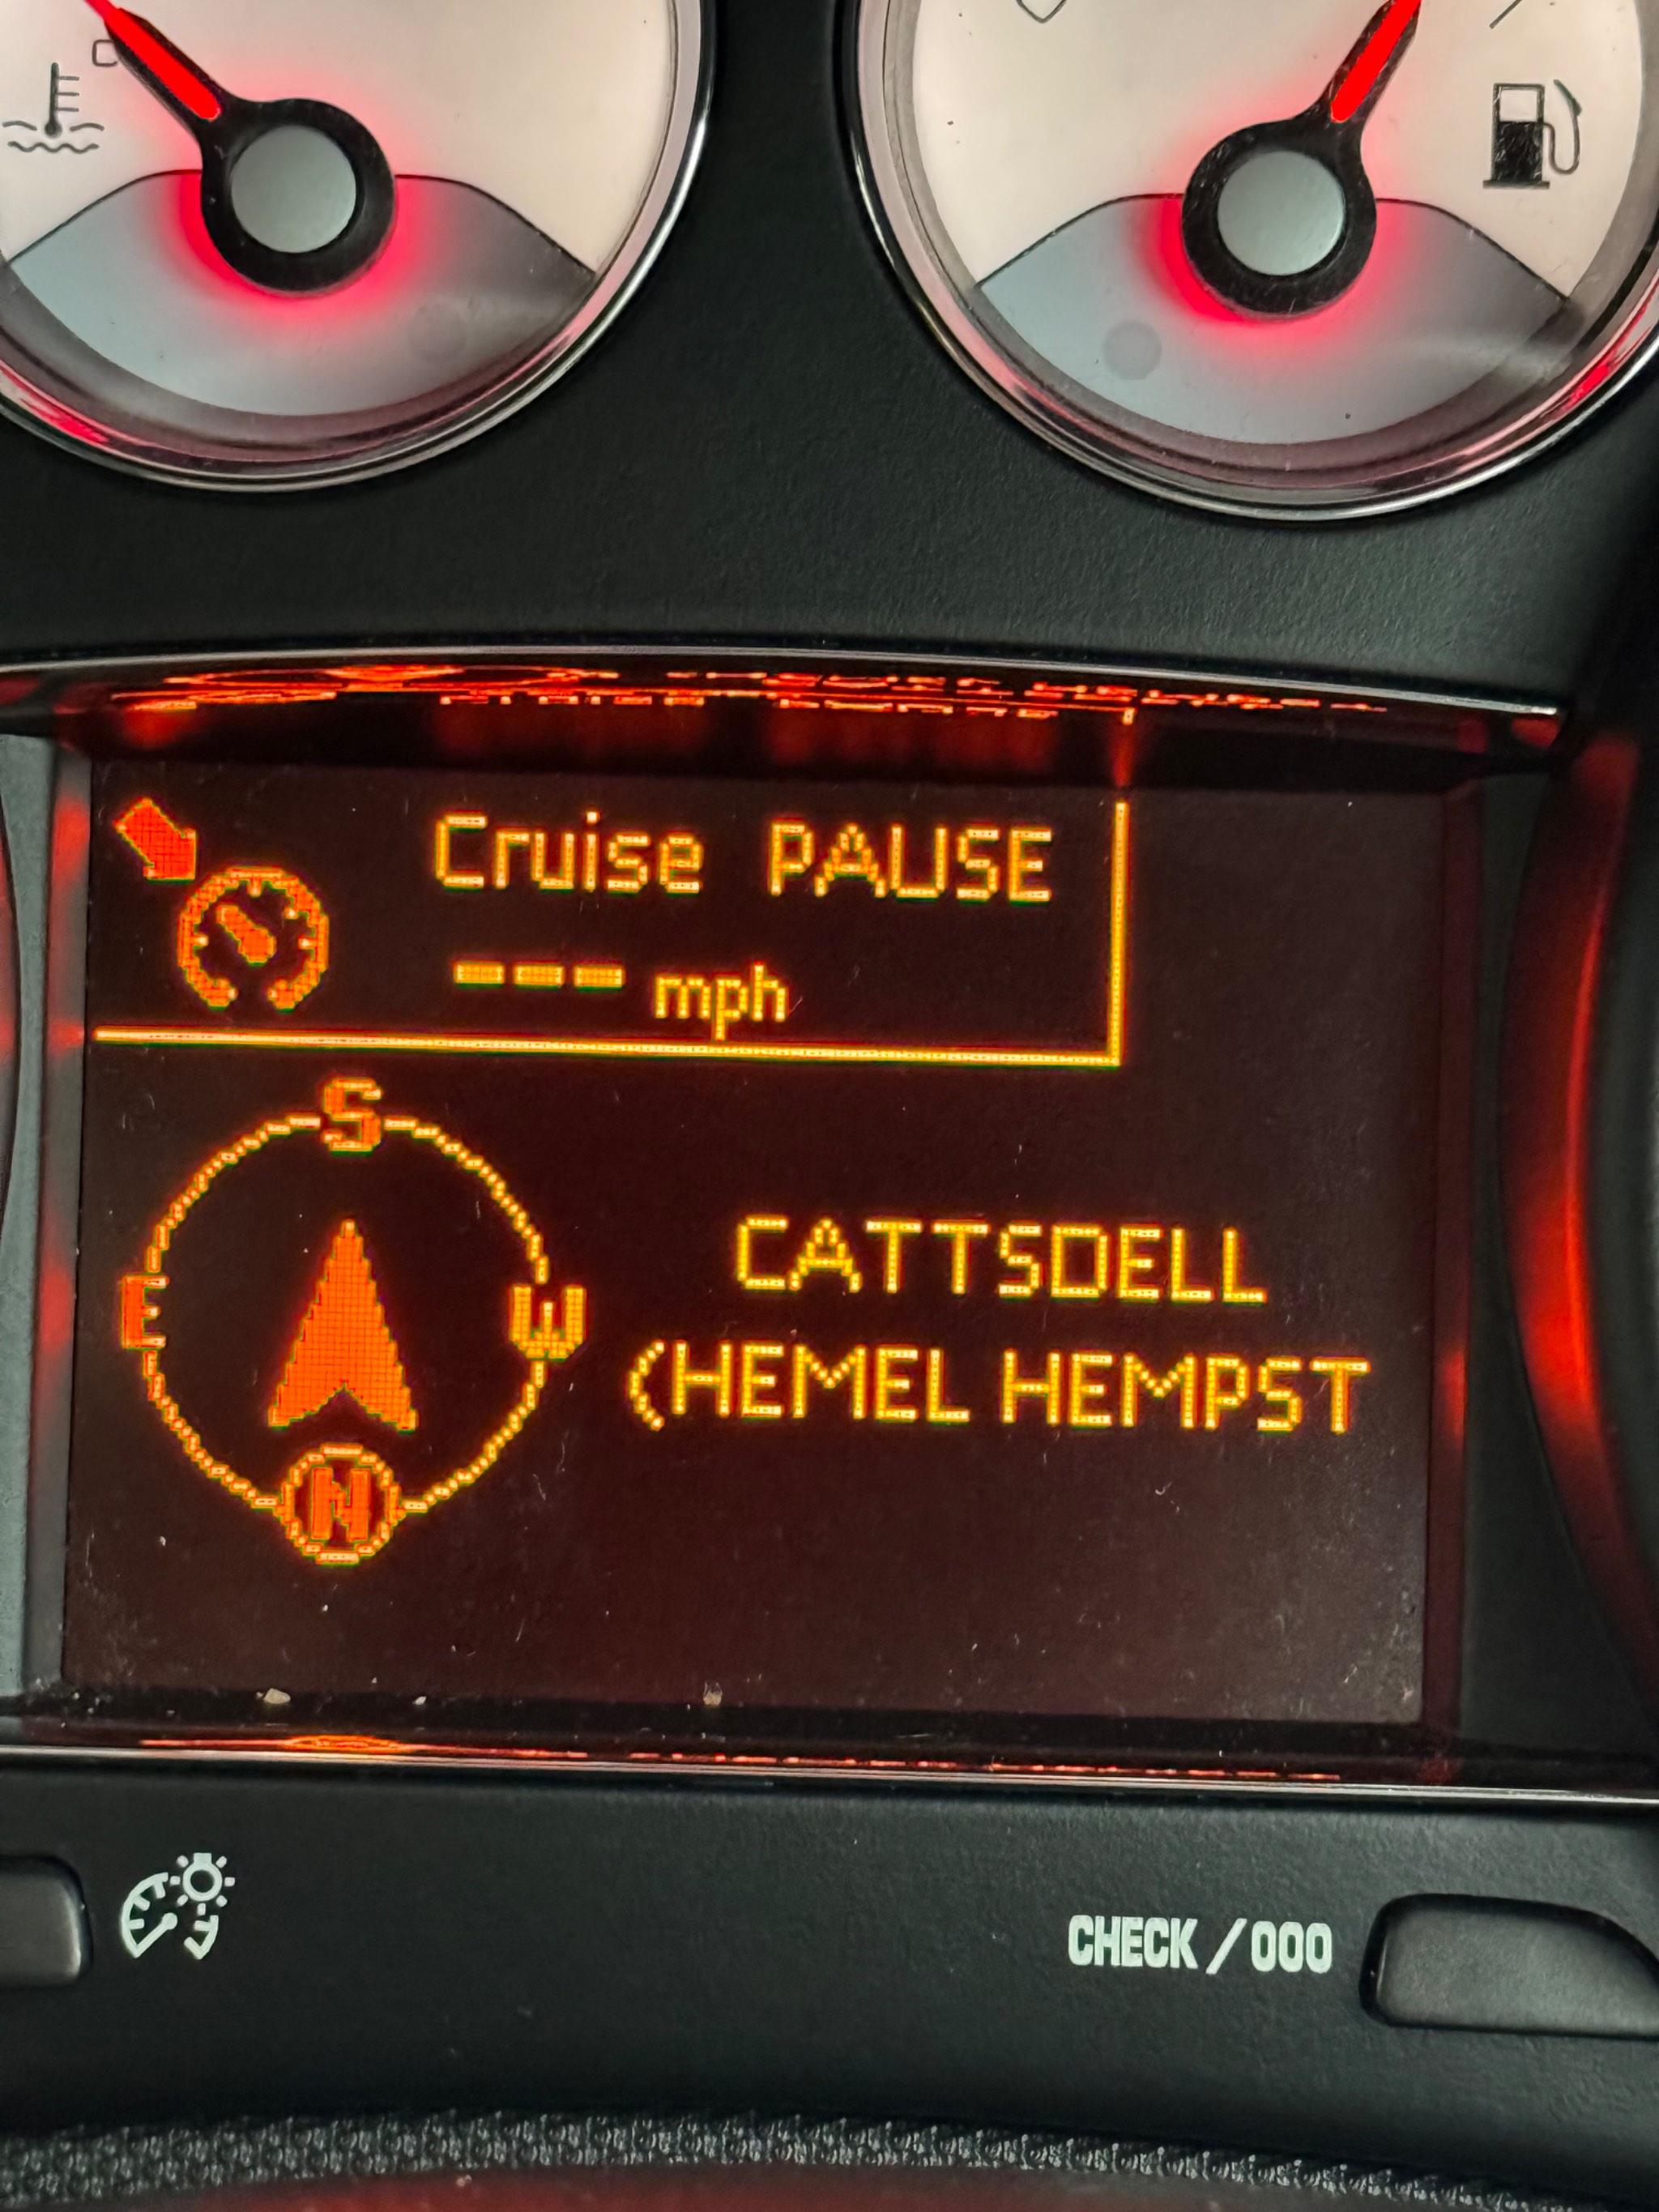 C
Cruise PAUSE
--- mph
S
E W
CATTSDELL
(HEMEL HEMPST
N
CHECK / 000